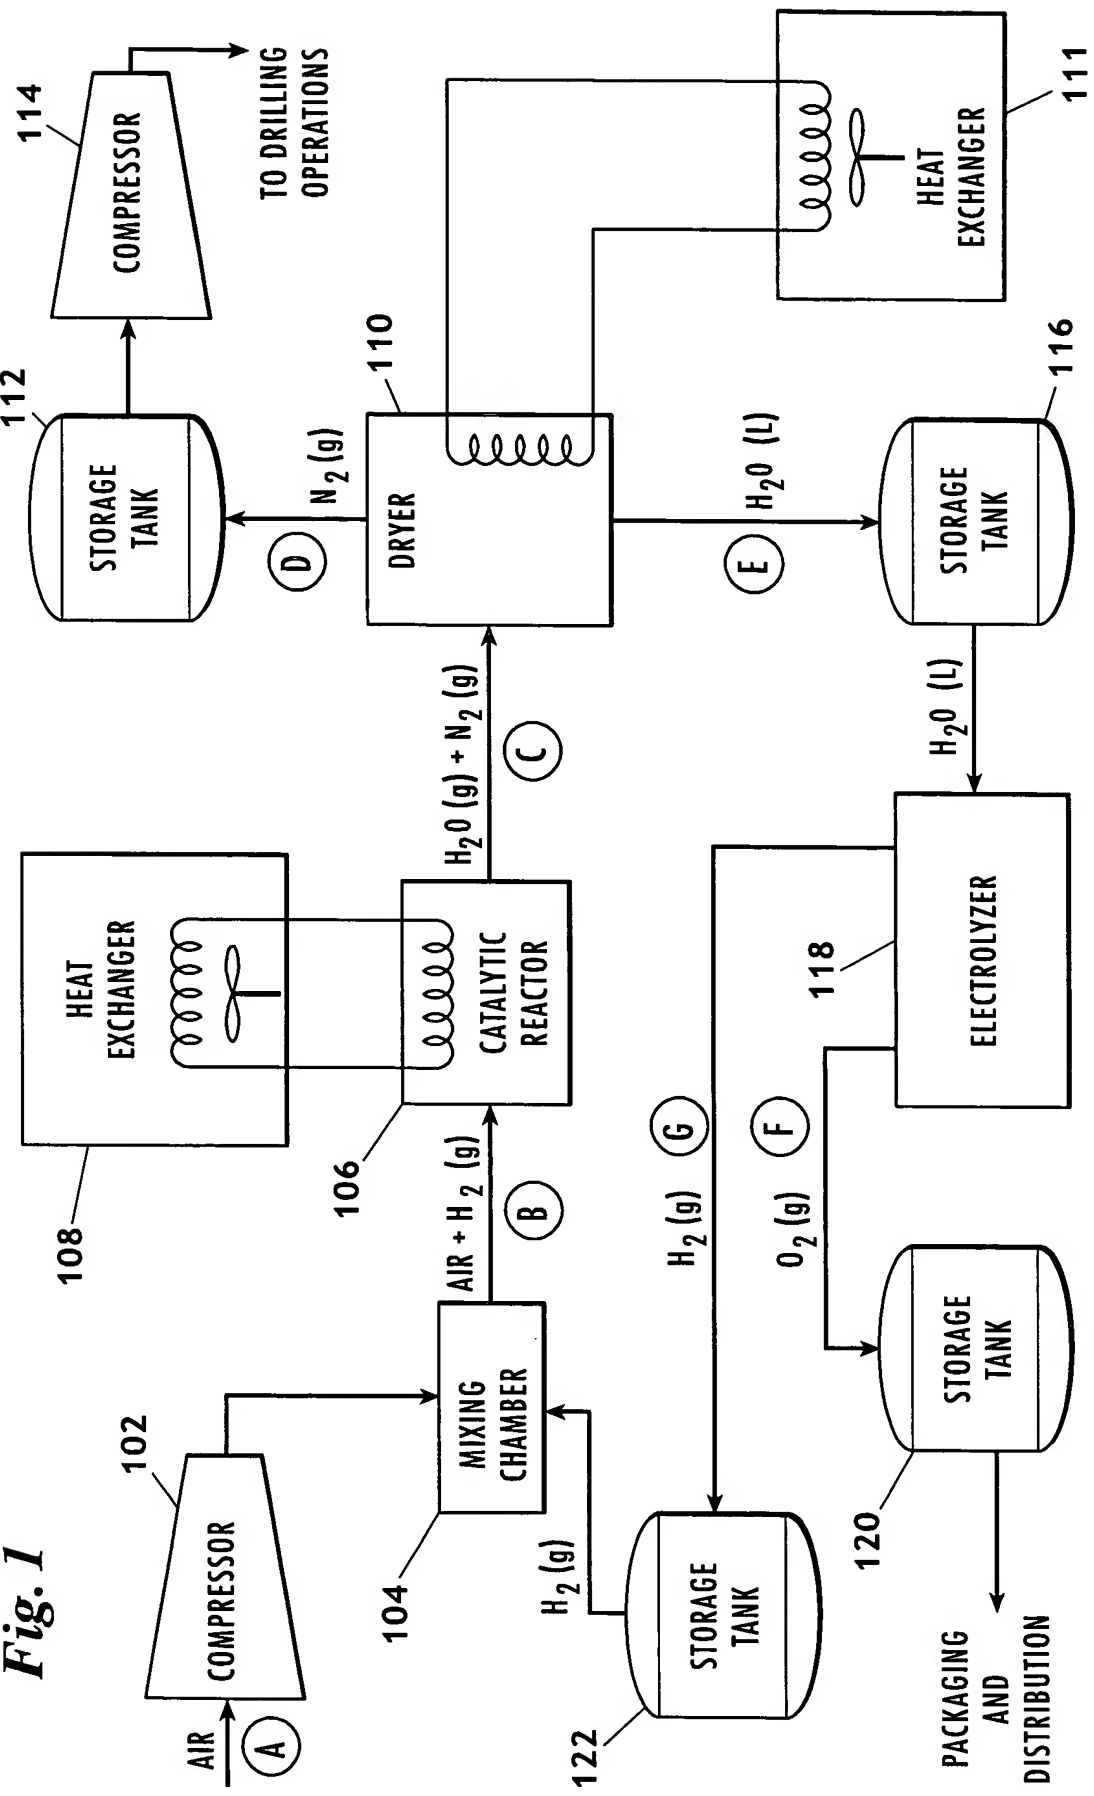 Fig. 1
AIR
A
COMPRESSOR
102
MIXING
CHAMBER
104
H2(g)
STORAGE
TANK
122
AIR + H2 (g)
B
HEAT
EXCHANGER
108
CATALYTIC
REACTOR
106
H2O (g) + N2 (g)
C
DRYER
110
N2(g)
D
STORAGE
TANK
112
COMPRESSOR
114
TO DRILLING
OPERATIONS
HEAT
EXCHANGER
111
H2O (L)
E
STORAGE
TANK
116
H2O (L)
ELECTROLYZER
118
H2(g)
G
O2(g)
F
STORAGE
TANK
120
PACKAGING
AND
DISTRIBUTION